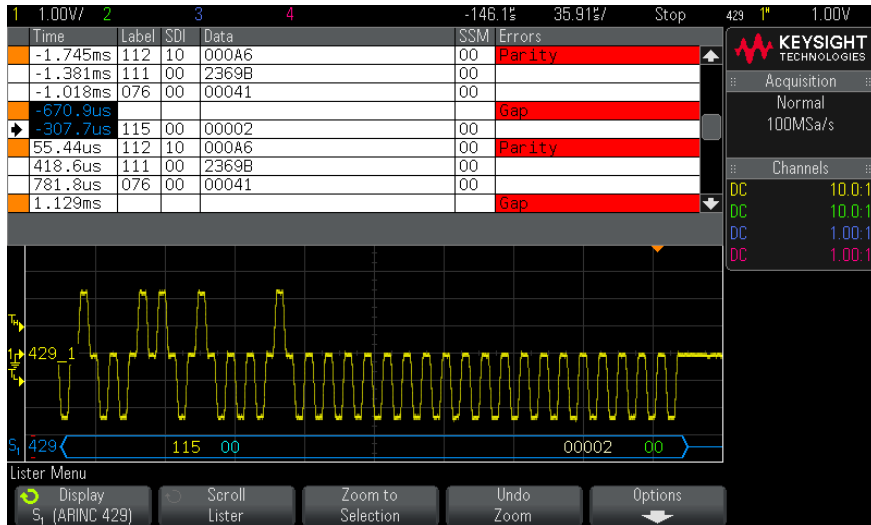 1 1.00V/ 2 3 4 -146.1µs 35.91µs/ Stop 429 1 1.00V
Time Label SDI Data SSM Errors
-1.745ms 112 10 000A6 00 Parity
-1.381ms 111 00 2369B 00
-1.018ms 076 00 00041 00
-670.9us Gap
-307.7us 115 00 00002 00
55.44us 112 10 000A6 00 Parity
418.6us 111 00 2369B 00
781.8us 076 00 00041 00
1.129ms Gap
KEYSIGHT
TECHNOLOGIES
Acquisition
Normal
100MSa/s
Channels
DC 10.0:1
DC 10.0:1
DC 1.00:1
DC 1.00:1
TH
1 429_1
TL
S1 429 115 00 00002 00
Lister Menu
Display
S1 (ARINC 429)
Scroll
Lister
Zoom to
Selection
Undo
Zoom
Options